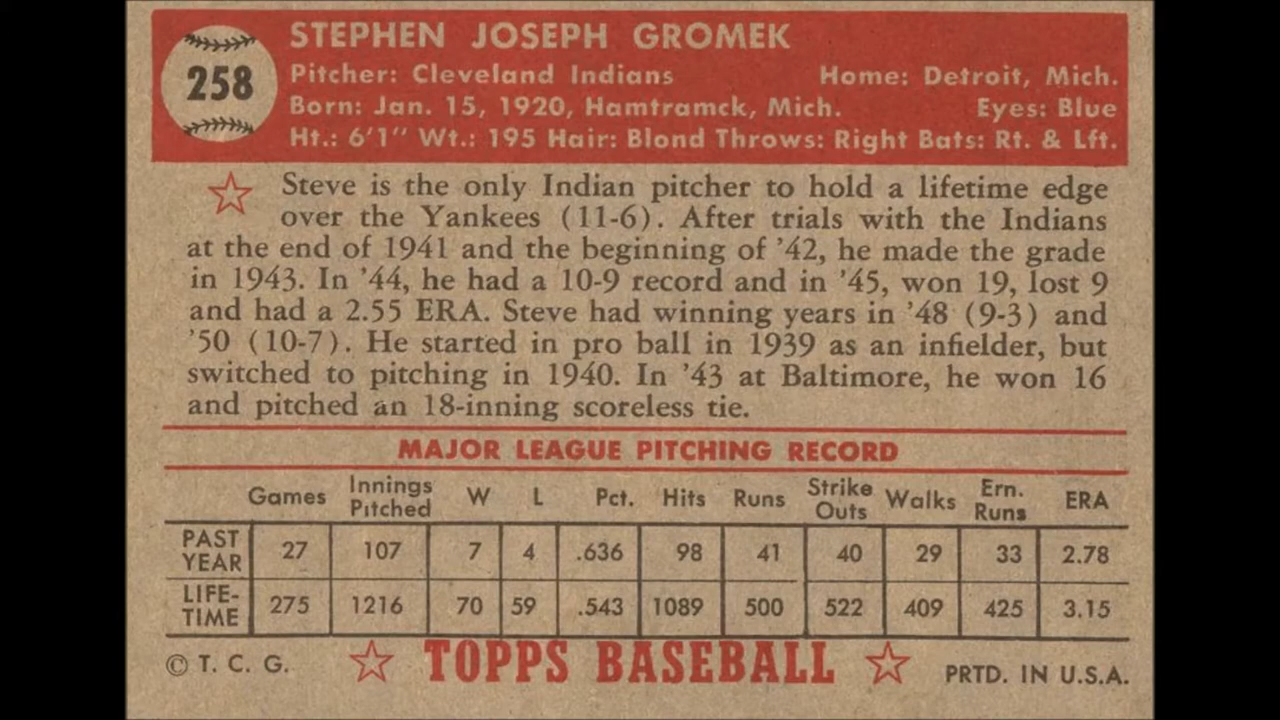 258
STEPHEN JOSEPH GROMEK
Pitcher: Cleveland Indians Home: Detroit, Mich.
Born: Jan. 15, 1920, Hamtramck, Mich. Eyes: Blue
Ht.: 6'1" Wt.: 195 Hair: Blond Throws: Right Bats: Rt. & Lft.
Steve is the only Indian pitcher to hold a lifetime edge
over the Yankees (11-6). After trials with the Indians
at the end of 1941 and the beginning of '42, he made the grade
in 1943. In '44, he had a 10-9 record and in '45, won 19, lost 9
and had a 2.55 ERA. Steve had winning years in '48 (9-3) and
'50 (10-7). He started in pro ball in 1939 as an infielder, but
switched to pitching in 1940. In '43 at Baltimore, he won 16
and pitched an 18-inning scoreless tie.
MAJOR LEAGUE PITCHING RECORD
Games Innings Pitched W L Pct. Hits Runs Strike Outs Walks Ern. Runs ERA
PAST YEAR 27 107 7 4 .636 98 41 40 29 33 2.78
LIFE-TIME 275 1216 70 59 .543 1089 500 522 409 425 3.15
© T. C. G. TOPPS BASEBALL PRTD. IN U.S.A.